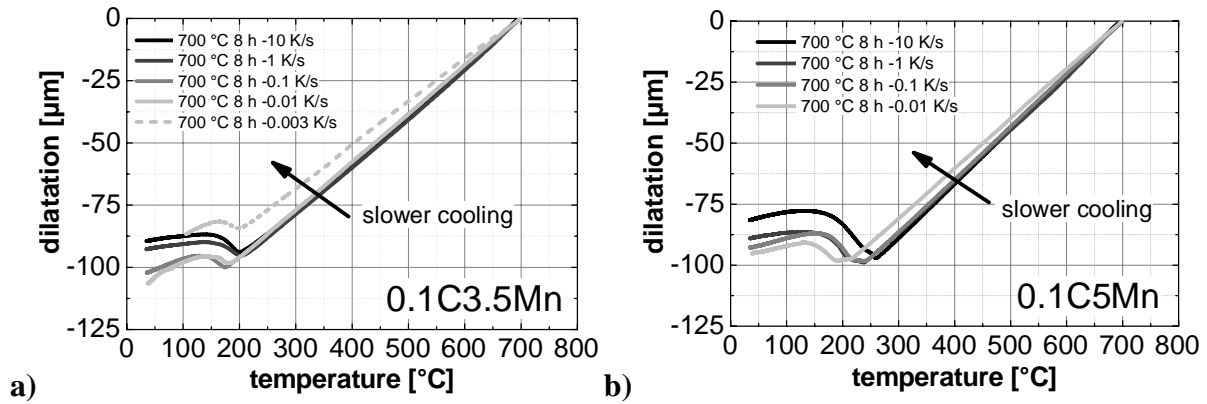 0
-25
-50
-75
-100
-125
dilatation [µm]
700 °C 8 h -10 K/s
700 °C 8 h -1 K/s
700 °C 8 h -0.1 K/s
700 °C 8 h -0.01 K/s
700 °C 8 h -0.003 K/s
slower cooling
0.1C3.5Mn
0 100 200 300 400 500 600 700 800
temperature [°C]
a)
0
-25
-50
-75
-100
-125
dilatation [µm]
700 °C 8 h -10 K/s
700 °C 8 h -1 K/s
700 °C 8 h -0.1 K/s
700 °C 8 h -0.01 K/s
slower cooling
0.1C5Mn
0 100 200 300 400 500 600 700 800
temperature [°C]
b)